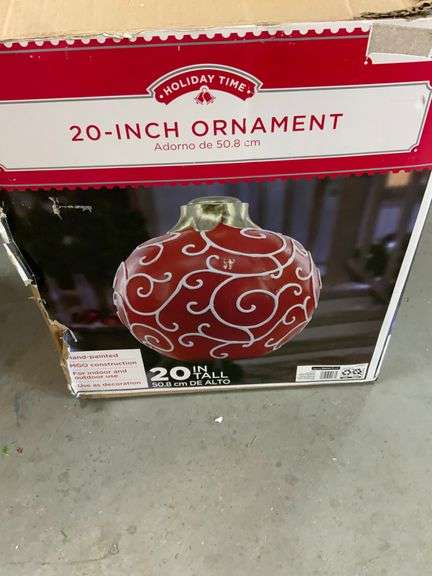 HOLIDAY TIME
20-INCH ORNAMENT
Adorno de 50.8 cm
Hand-painted
MGO construction
For indoor and
outdoor use
Use as decoration
20 IN
TALL
50.8 cm DE ALTO